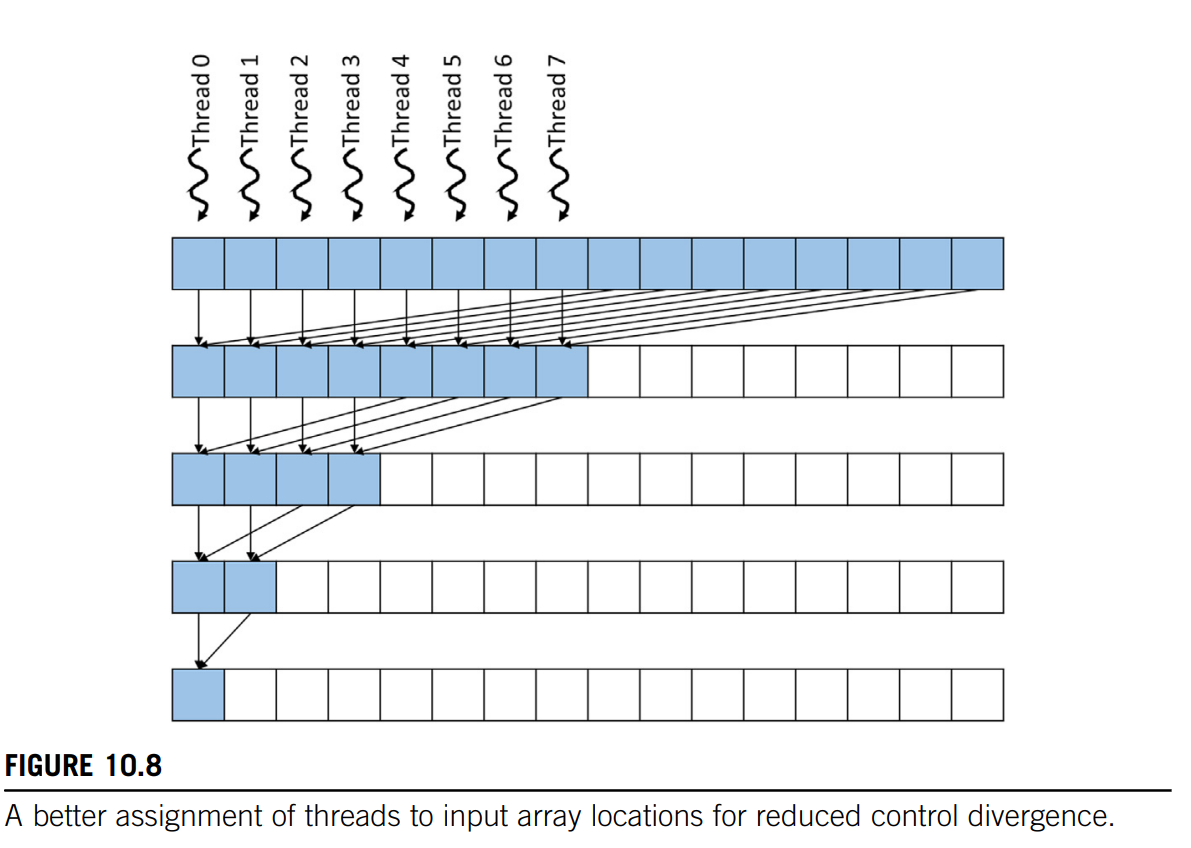 Thread 0
Thread 1
Thread 2
Thread 3
Thread 4
Thread 5
Thread 6
Thread 7
FIGURE 10.8
A better assignment of threads to input array locations for reduced control divergence.